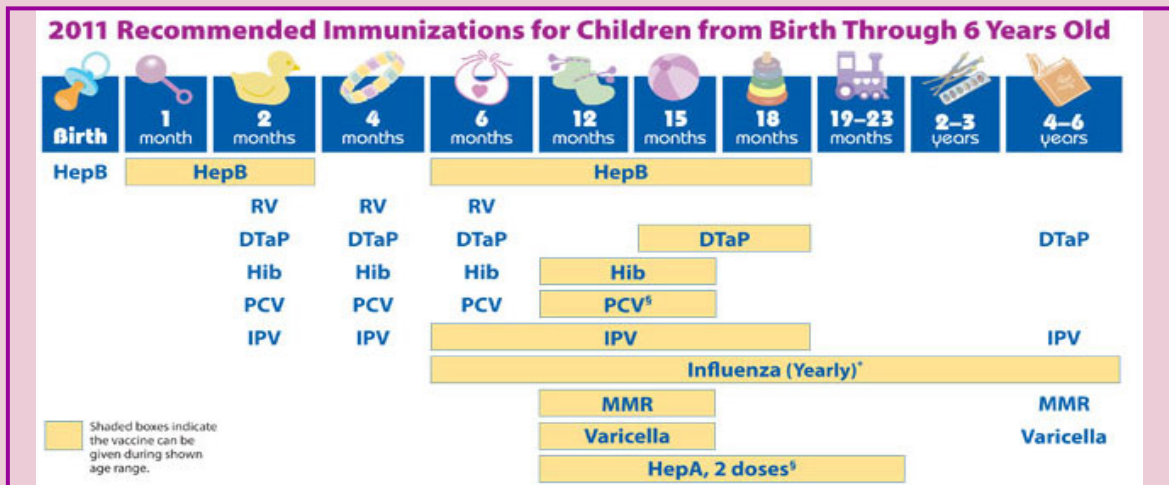 2011 Recommended Immunizations for Children from Birth Through 6 Years Old
Birth 1 month 2 months 4 months 6 months 12 months 15 months 18 months 19–23 months 2–3 years 4–6 years
HepB HepB HepB
RV RV RV
DTaP DTaP DTaP DTaP DTaP
Hib Hib Hib Hib
PCV PCV PCV PCV§
IPV IPV IPV IPV
Influenza (Yearly)*
MMR MMR
Varicella Varicella
HepA, 2 doses§
Shaded boxes indicate
the vaccine can be
given during shown
age range.